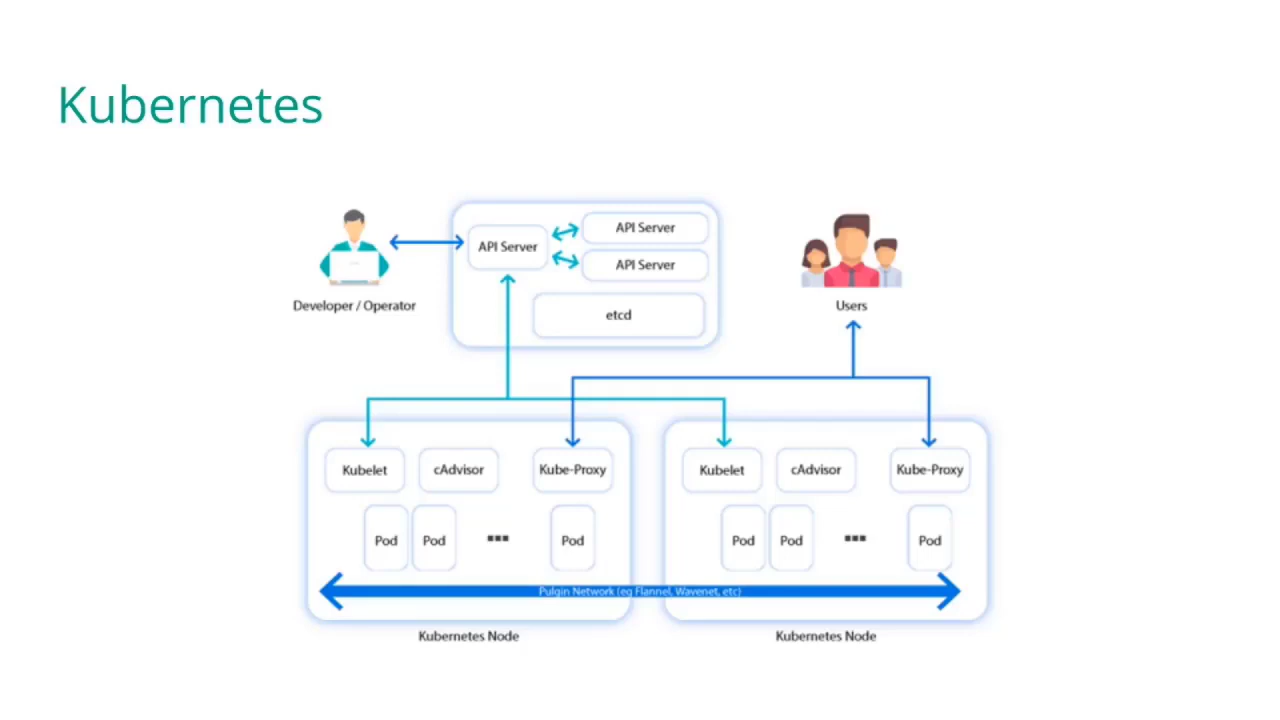 Kubernetes
API Server
API Server
API Server
etcd
Developer / Operator
Users
Kubelet
cAdvisor
Kube-Proxy
Pod
Pod
Pod
Kubelet
cAdvisor
Kube-Proxy
Pod
Pod
Pod
Pulgin Network (eg Flannel, Wavenet, etc)
Kubernetes Node
Kubernetes Node